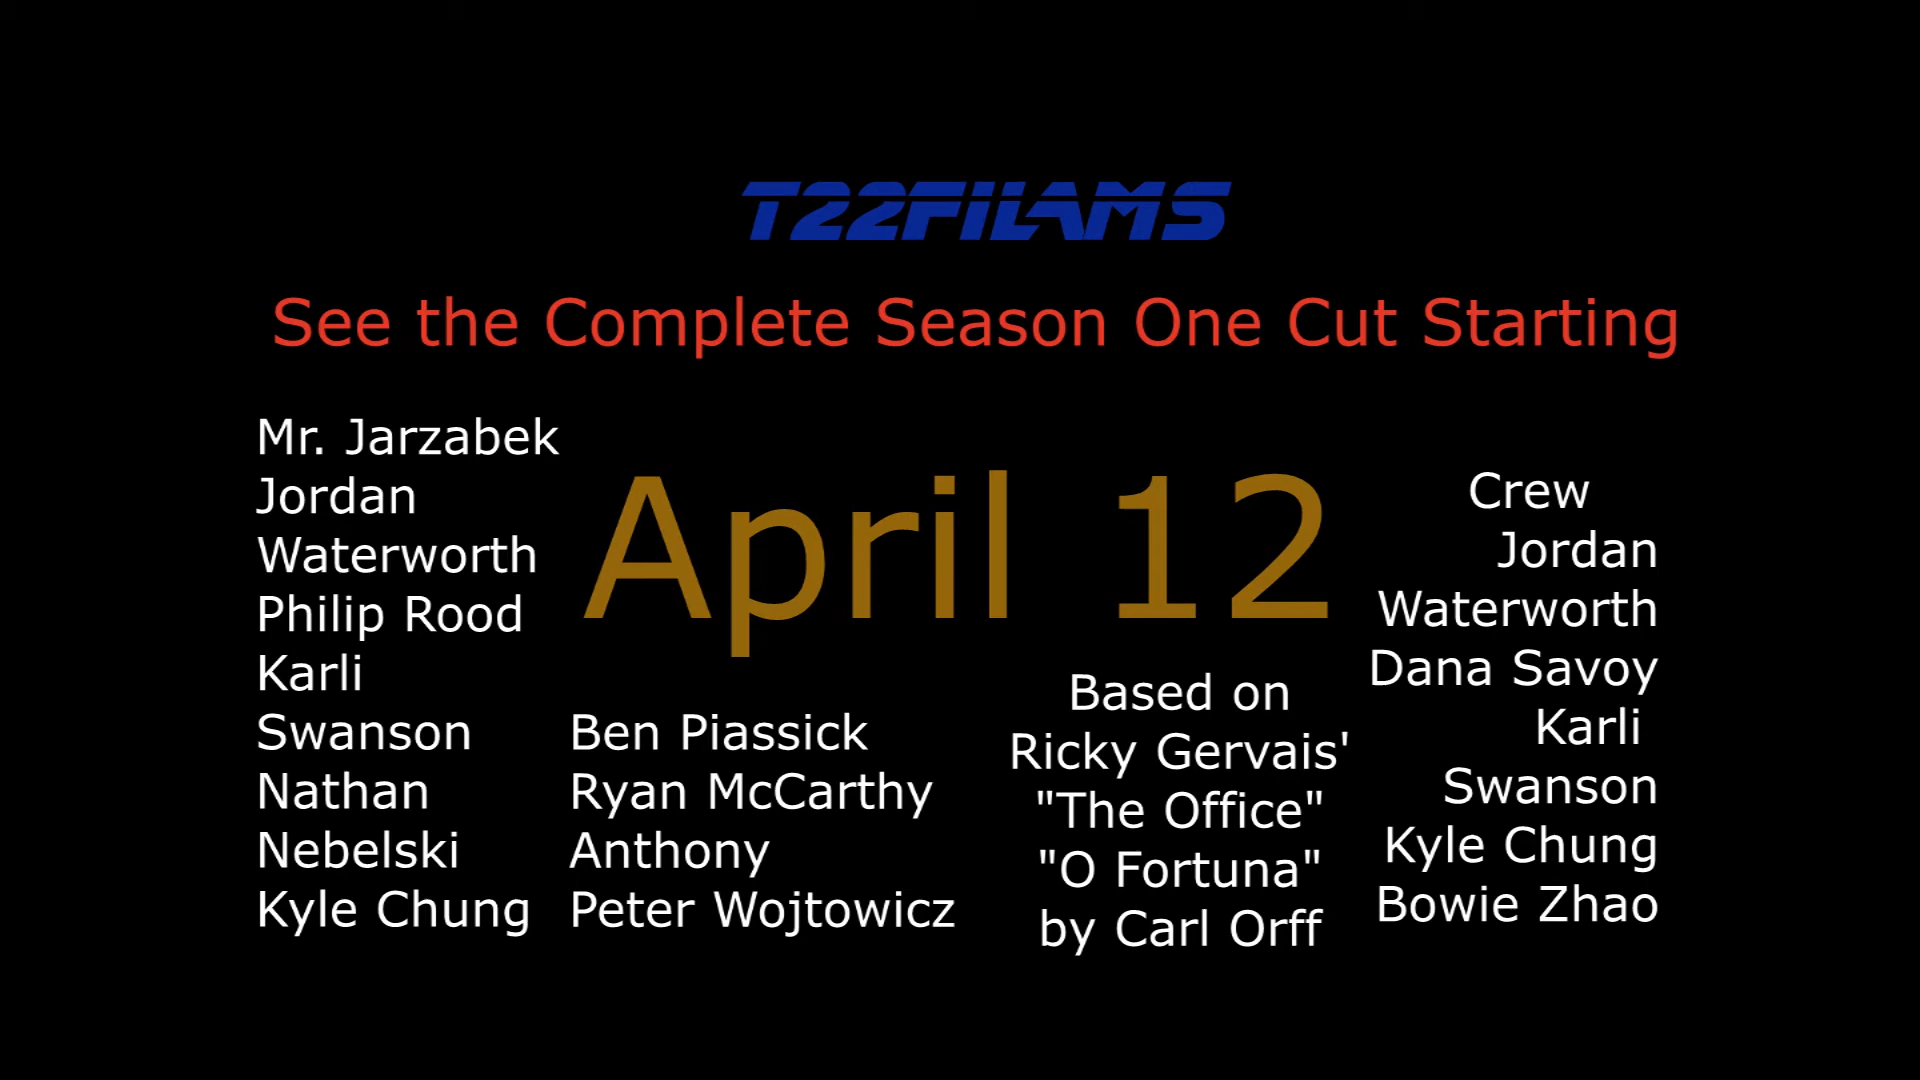 T22FILAMS
See the Complete Season One Cut Starting
April 12
Mr. Jarzabek
Jordan
Waterworth
Philip Rood
Karli
Swanson
Nathan
Nebelski
Kyle Chung
Ben Piassick
Ryan McCarthy
Anthony
Peter Wojtowicz
Based on
Ricky Gervais'
"The Office"
"O Fortuna"
by Carl Orff
Crew
Jordan
Waterworth
Dana Savoy
Karli
Swanson
Kyle Chung
Bowie Zhao